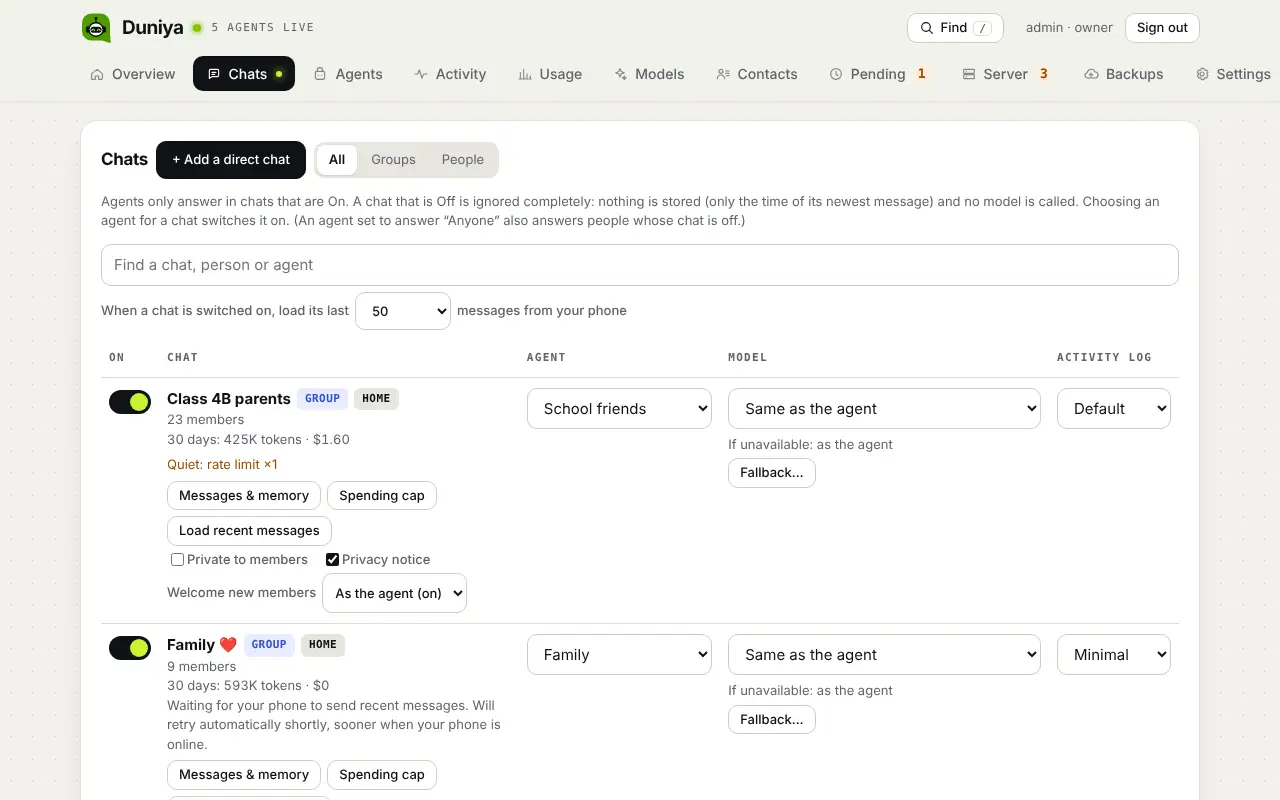 Duniya 5 AGENTS LIVE Find / admin · owner Sign out
Overview Chats Agents Activity Usage Models Contacts Pending 1 Server 3 Backups Settings
Chats + Add a direct chat All Groups People
Agents only answer in chats that are On. A chat that is Off is ignored completely: nothing is stored (only the time of its newest message) and no model is called. Choosing an
agent for a chat switches it on. (An agent set to answer “Anyone” also answers people whose chat is off.)
Find a chat, person or agent
When a chat is switched on, load its last 50 messages from your phone
ON CHAT AGENT MODEL ACTIVITY LOG
Class 4B parents GROUP HOME School friends Same as the agent Default
23 members
30 days: 425K tokens · $1.60 If unavailable: as the agent
Quiet: rate limit ×1 Fallback...
Messages & memory Spending cap
Load recent messages
Private to members Privacy notice
Welcome new members As the agent (on)
Family ❤️ GROUP HOME Family Same as the agent Minimal
9 members
30 days: 593K tokens · $0 If unavailable: as the agent
Waiting for your phone to send recent messages. Will Fallback...
retry automatically shortly, sooner when your phone is
online.
Messages & memory Spending cap